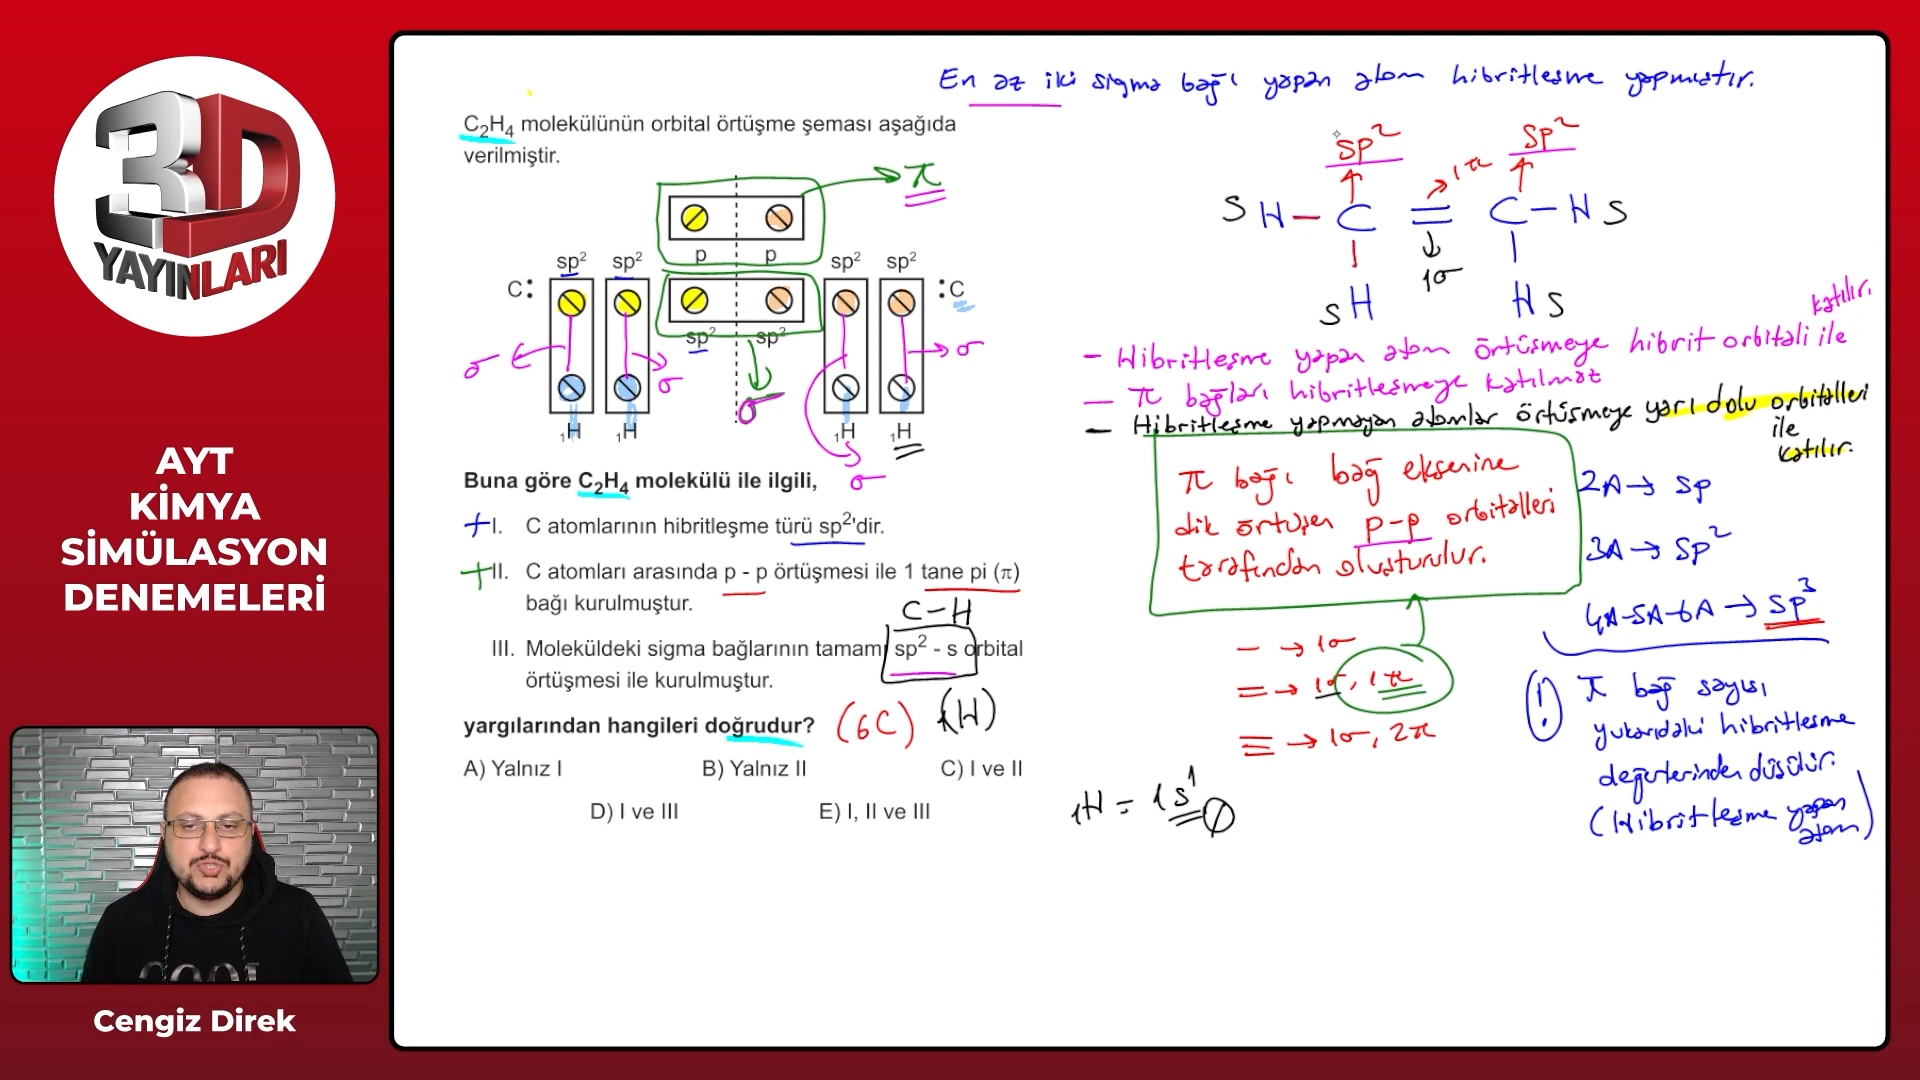 3D
YAYINLARI
AYT
KİMYA
SİMÜLASYON
DENEMELERİ
Cengiz Direk
En az iki sigma bağı yapan atom hibritleşme yapmıştır.
C₂H₄ molekülünün orbital örtüşme şeması aşağıda
verilmiştir.
π
p p
sp² sp² sp² sp²
C: :C
sp² sp²
σ σ σ σ
₁H ₁H ₁H ₁H
σ
Buna göre C₂H₄ molekülü ile ilgili,
+I. C atomlarının hibritleşme türü sp²'dir.
+II. C atomları arasında p - p örtüşmesi ile 1 tane pi (π)
bağı kurulmuştur.
C-H
III. Moleküldeki sigma bağlarının tamamı sp² - s orbital
örtüşmesi ile kurulmuştur.
yargılarından hangileri doğrudur? (6C) (1H)
A) Yalnız I B) Yalnız II C) I ve II
D) I ve III E) I, II ve III
sp² sp²
1π
S H — C = C — H S
1σ
S H H S
- Hibritleşme yapan atom örtüşmeye hibrit orbitali ile katılır.
- π bağları hibritleşmeye katılmaz
- Hibritleşme yapmayan atomlar örtüşmeye yarı dolu orbitalleri
ile
katılır.
π bağı bağ eksenine
dik örtüşen p-p orbitalleri
tarafından oluşturulur.
2A → sp
3A → sp²
4A-5A-6A → sp³
— → 1σ
= → 1σ, 1π
≡ → 1σ, 2π
₁H = 1s¹
! π bağ sayısı
yukarıdaki hibritleşme
değerlerinden düşülür.
(Hibritleşme yapan
atom)